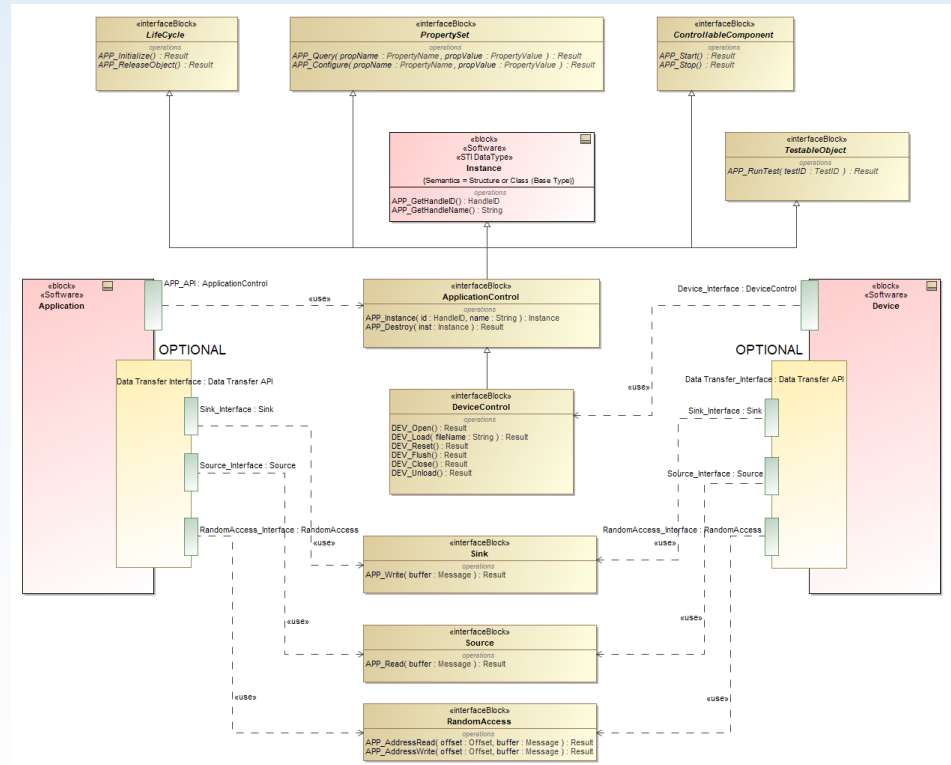 «interfaceBlock»
LifeCycle
operations
APP_Initialize() : Result
APP_ReleaseObject() : Result
«interfaceBlock»
PropertySet
operations
APP_Query( propName : PropertyName, propValue : PropertyValue ) : Result
APP_Configure( propName : PropertyName, propValue : PropertyValue ) : Result
«interfaceBlock»
ControllableComponent
operations
APP_Start() : Result
APP_Stop() : Result
«block»
«Software»
«STI DataType»
Instance
{Semantics = Structure or Class (Base Type)}
operations
APP_GetHandleID() : HandleID
APP_GetHandleName() : String
«interfaceBlock»
TestableObject
operations
APP_RunTest( testID : TestID ) : Result
«block»
«Software»
Application
APP_API : ApplicationControl
«use»
«interfaceBlock»
ApplicationControl
operations
APP_Instance( id : HandleID, name : String ) : Instance
APP_Destroy( inst : Instance ) : Result
Device_Interface : DeviceControl
«block»
«Software»
Device
OPTIONAL
OPTIONAL
Data Transfer Interface : Data Transfer API
Sink_Interface : Sink
Source_Interface : Source
RandomAccess_Interface : RandomAccess
«interfaceBlock»
DeviceControl
operations
DEV_Open() : Result
DEV_Load( fileName : String ) : Result
DEV_Reset() : Result
DEV_Flush() : Result
DEV_Close() : Result
DEV_Unload() : Result
«use»
Data Transfer_Interface : Data Transfer API
Sink_Interface : Sink
Source_Interface : Source
RandomAccess_Interface : RandomAccess
«use»
«interfaceBlock»
Sink
operations
APP_Write( buffer : Message ) : Result
«use»
«use»
«interfaceBlock»
Source
operations
APP_Read( buffer : Message ) : Result
«use»
«use»
«interfaceBlock»
RandomAccess
operations
APP_AddressRead( offset : Offset, buffer : Message ) : Result
APP_AddressWrite( offset : Offset, buffer : Message ) : Result
«use»